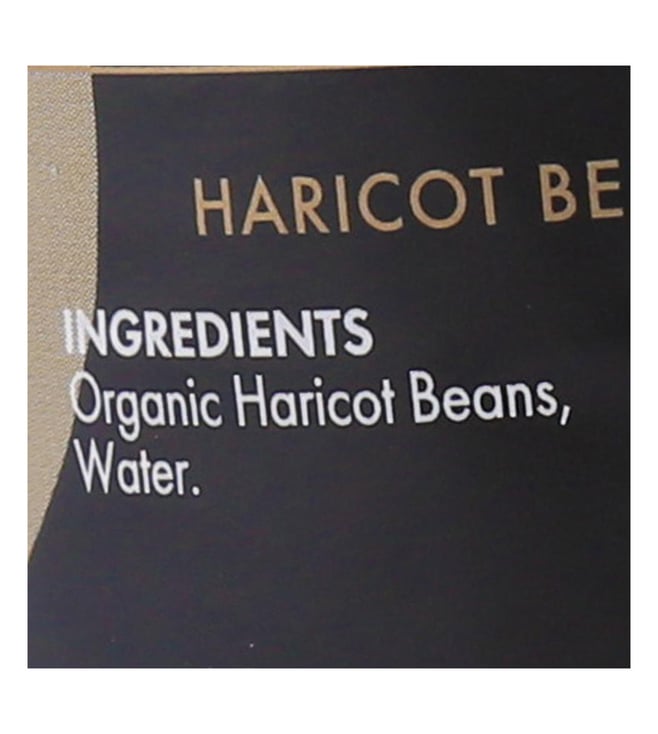 HARICOT BE
INGREDIENTS
Organic Haricot Beans,
Water.